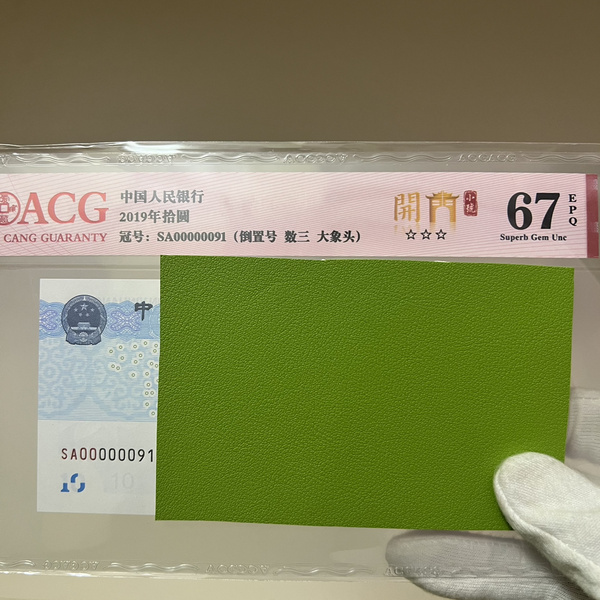 ACG
CANG GUARANTY
中国人民银行
2019年拾圆
冠号：SA00000091（倒置号 数三 大象头）
開門
☆☆☆
67
EPQ
Superb Gem Unc
中
SA00000091
10
10